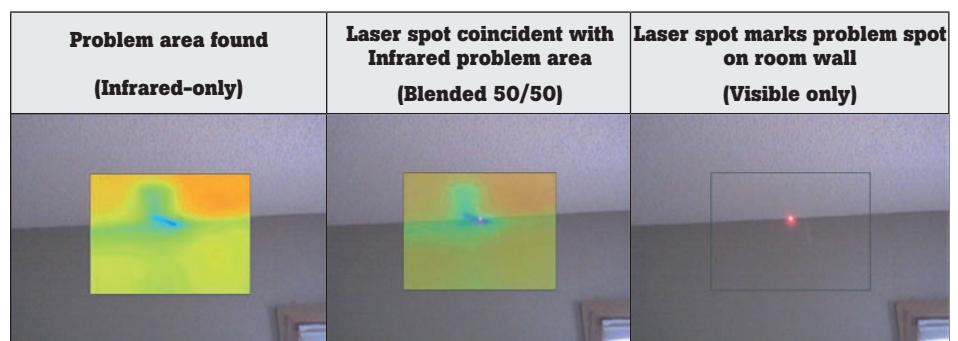 Problem area found
(Infrared-only)
Laser spot coincident with
Infrared problem area
(Blended 50/50)
Laser spot marks problem spot
on room wall
(Visible only)